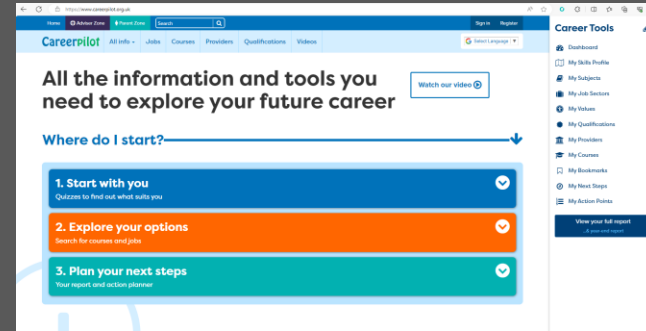 https://www.careerpilot.org.uk
Home Advisor Zone Parent Zone Search Sign in Register
Careerpilot All info Jobs Courses Providers Qualifications Videos Select Language
All the information and tools you
need to explore your future career
Watch our video
Where do I start?
1. Start with you
Quizzes to find out what suits you
2. Explore your options
Search for courses and jobs
3. Plan your next steps
Your report and action planner
Career Tools
Dashboard
My Skills Profile
My Subjects
My Job Sectors
My Values
My Qualifications
My Providers
My Courses
My Bookmarks
My Next Steps
My Action Points
View your full report